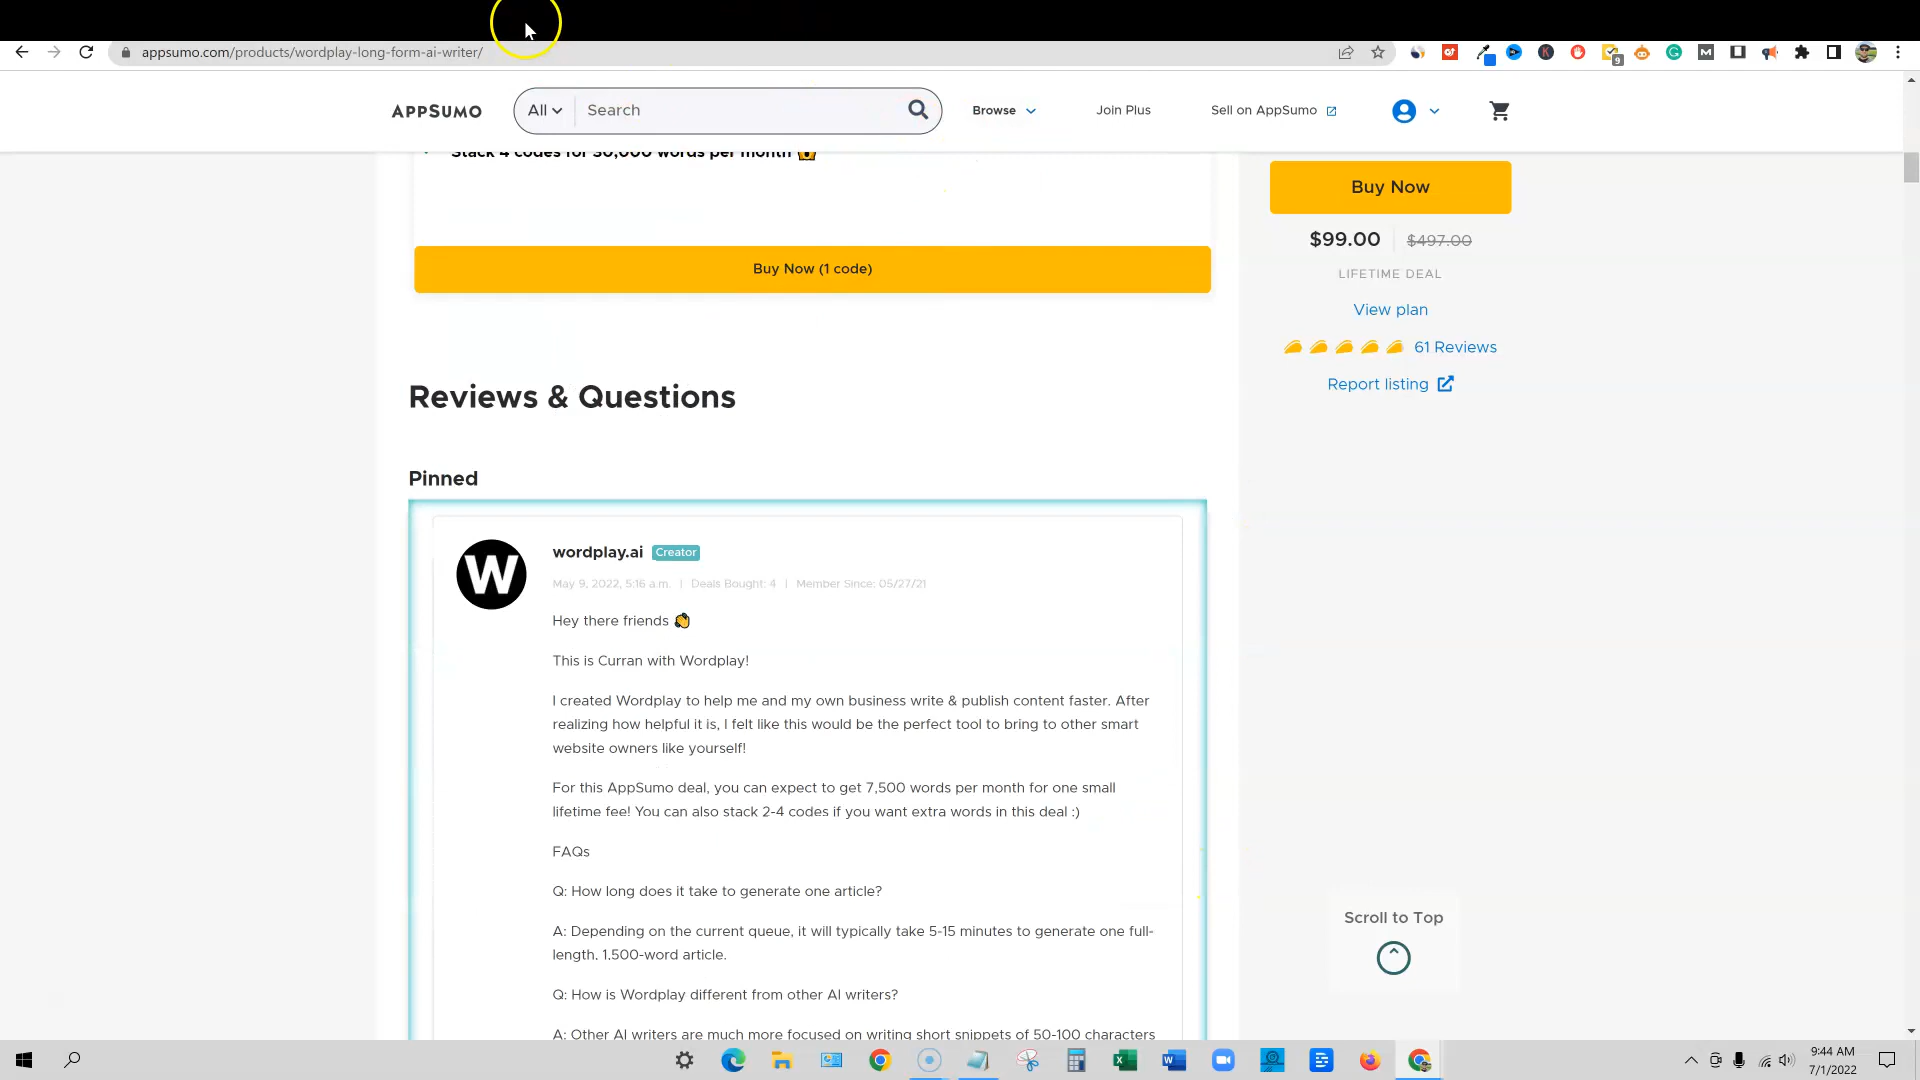 appsumo.com/products/wordplay-long-form-ai-writer/
9
APPSUMO
All
Search
Browse
Join Plus
Sell on AppSumo
Stack 4 codes for 30,000 words per month
Buy Now
$99.00
$497.00
LIFETIME DEAL
Buy Now (1 code)
View plan
61 Reviews
Report listing
Reviews & Questions
Pinned
W
wordplay.ai
Creator
May 9, 2022, 5:16 a.m. | Deals Bought: 4 | Member Since: 05/27/21
Hey there friends
This is Curran with Wordplay!
I created Wordplay to help me and my own business write & publish content faster. After
realizing how helpful it is, I felt like this would be the perfect tool to bring to other smart
website owners like yourself!
For this AppSumo deal, you can expect to get 7,500 words per month for one small
lifetime fee! You can also stack 2-4 codes if you want extra words in this deal :)
FAQs
Q: How long does it take to generate one article?
A: Depending on the current queue, it will typically take 5-15 minutes to generate one full-
length, 1,500-word article.
Q: How is Wordplay different from other AI writers?
A: Other AI writers are much more focused on writing short snippets of 50-100 characters
Scroll to Top
9:44 AM
7/1/2022